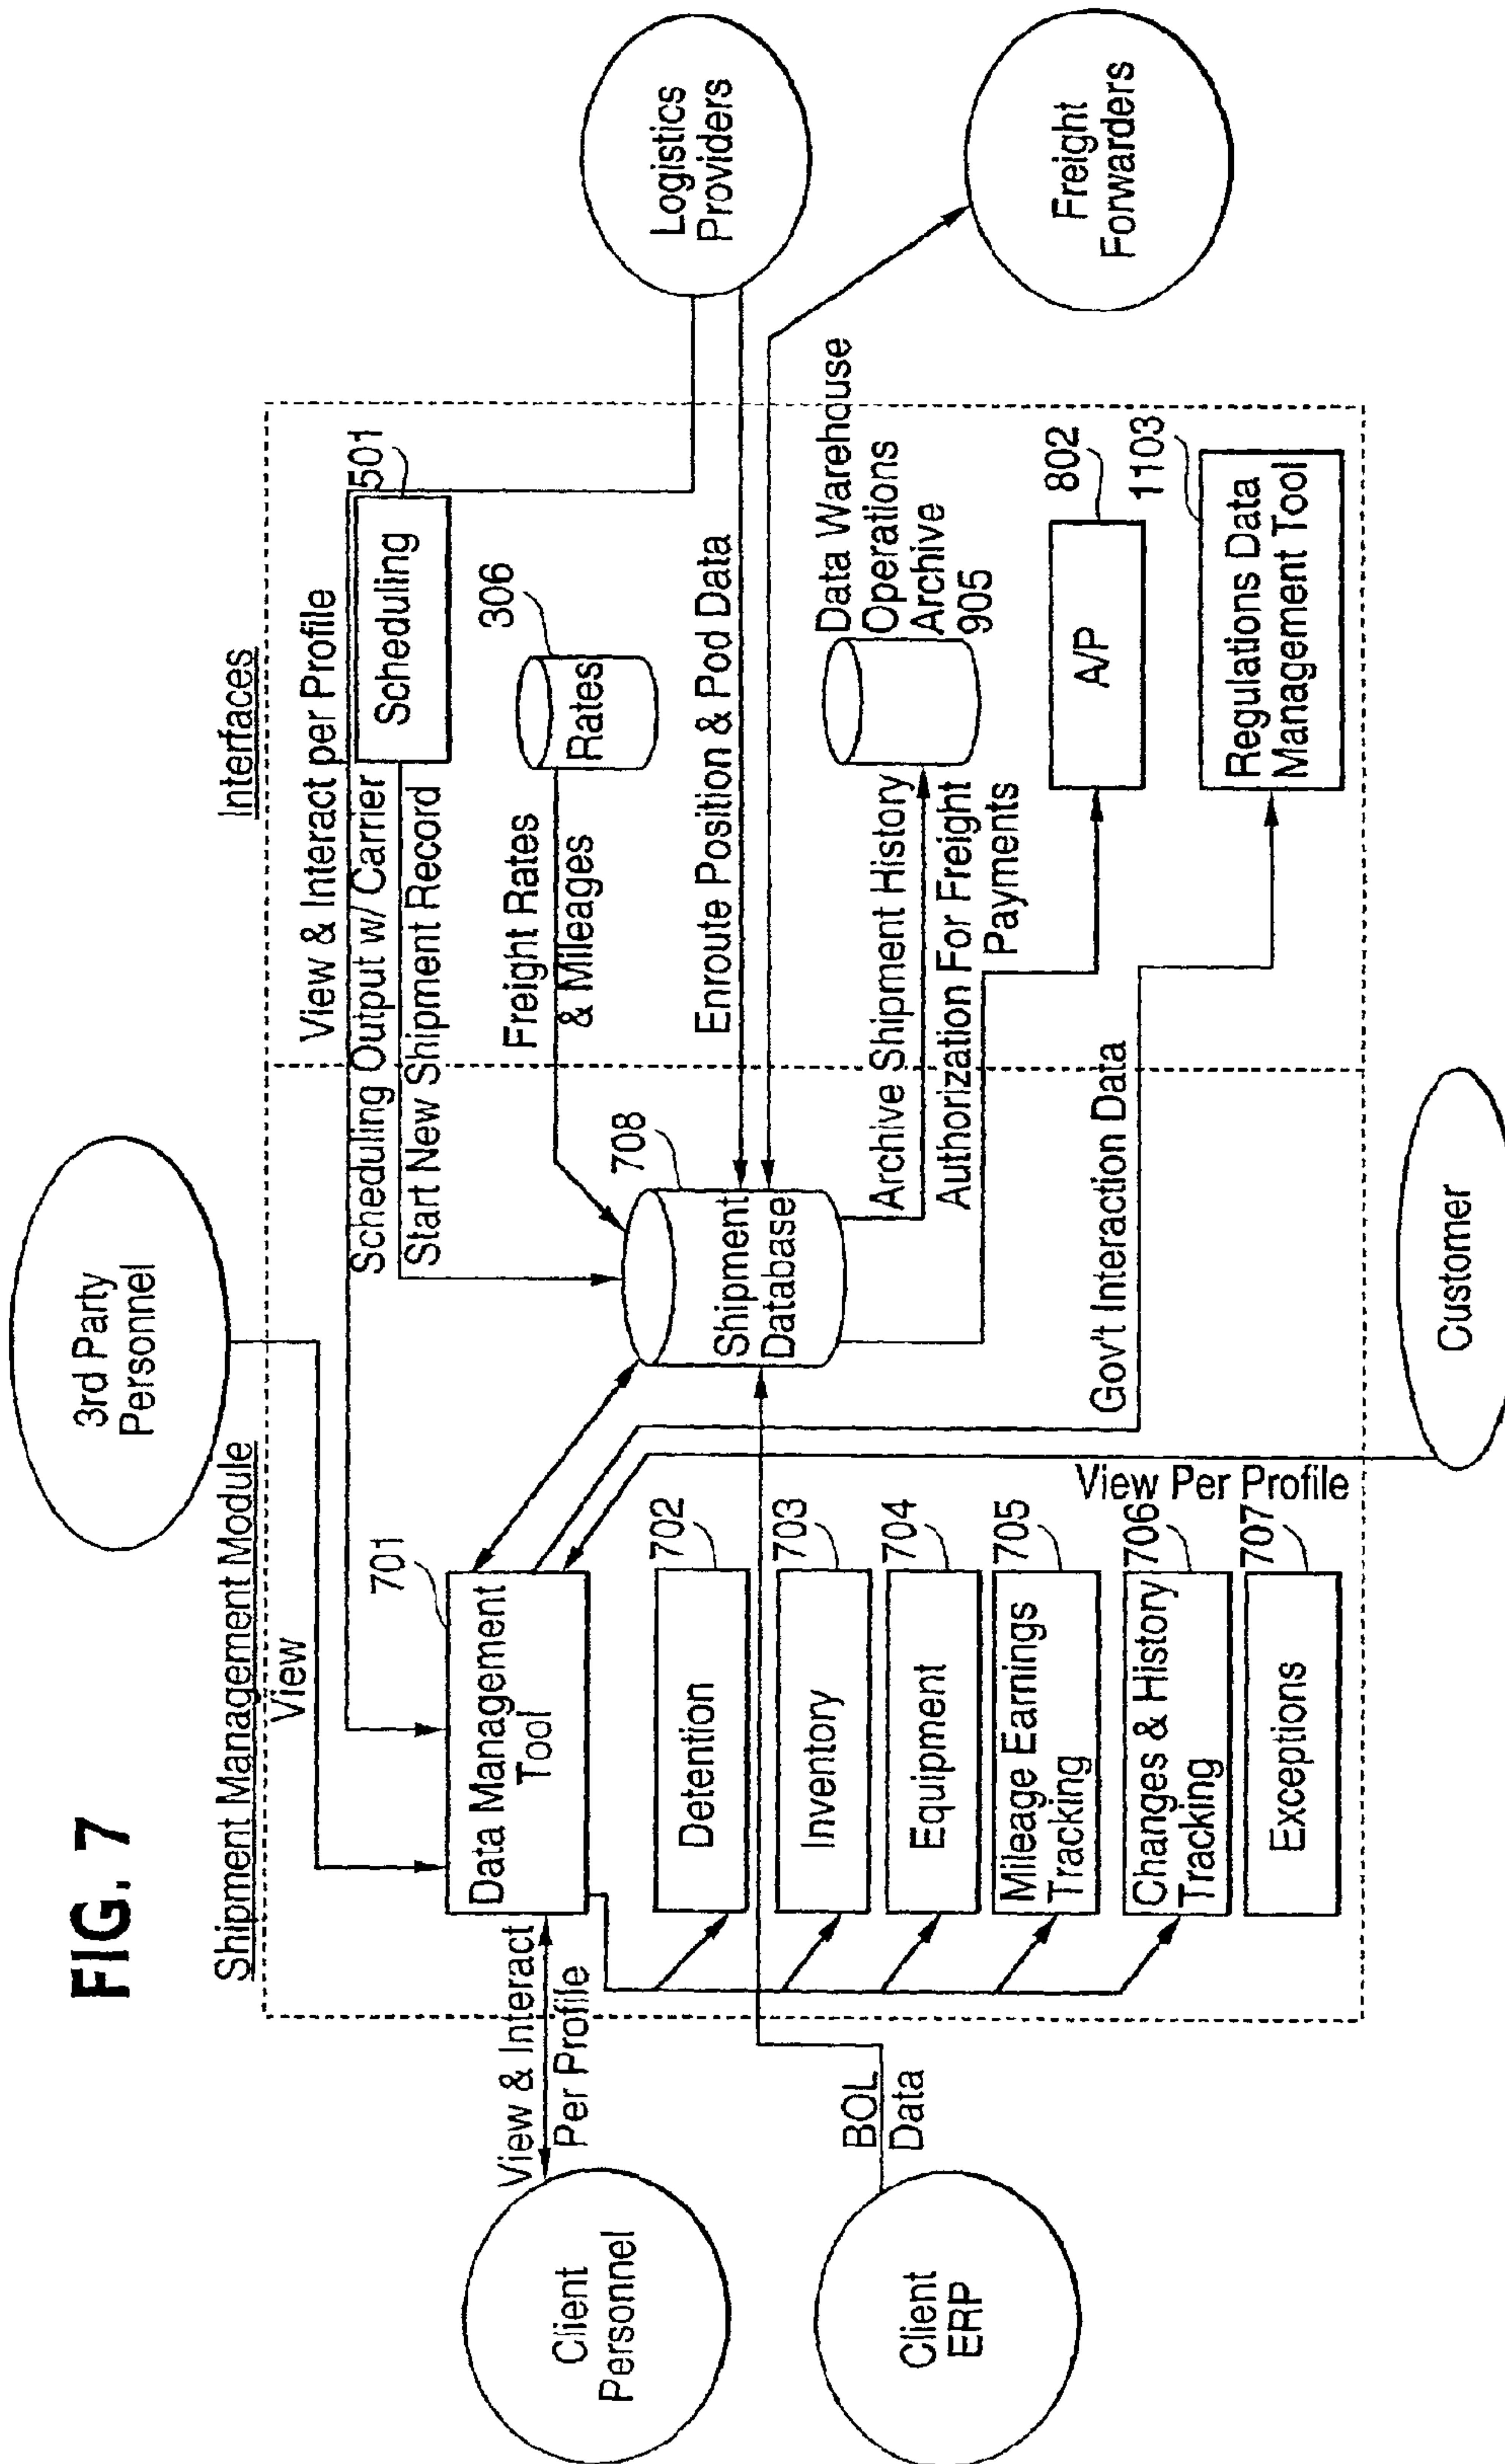 FIG. 7
3rd Party
Personnel
Shipment Management Module
Interfaces
View
View & Interact per Profile
Scheduling Output w/ Carrier
Start New Shipment Record
501
Scheduling
701
Data Management
Tool
View & Interact
Per Profile
Client
Personnel
Logistics
Providers
Freight Rates
& Mileages
306
Rates
708
Shipment
Database
Enroute Position & Pod Data
702
Detention
703
Inventory
704
Equipment
705
Mileage Earnings
Tracking
706
Changes & History
Tracking
707
Exceptions
BOL
Data
Client
ERP
Data Warehouse
Operations
Archive
905
Archive Shipment History
Authorization For Freight
Payments
802
A/P
Freight
Forwarders
Gov't Interaction Data
1103
Regulations Data
Management Tool
View Per Profile
Customer